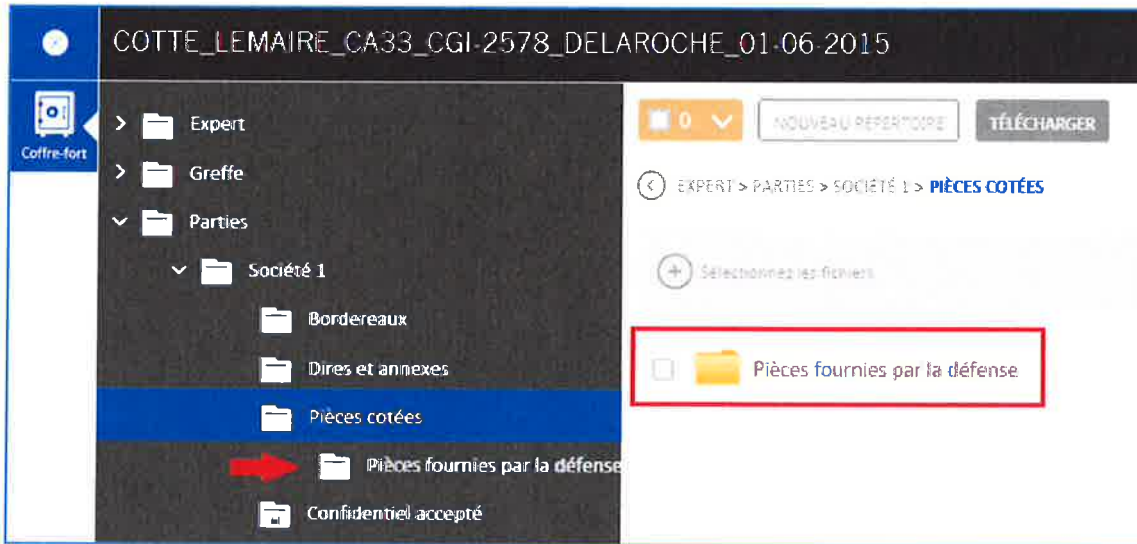 COTTE_LEMAIRE_CA33_CGI-2578_DELAROCHE_01-06-2015
Coffre-fort
Expert
Greffe
Parties
Société 1
Bordereaux
Dires et annexes
Pièces cotées
Pièces fournies par la défense
Confidentiel accepté
0
NOUVEAU RÉPERTOIRE
TÉLÉCHARGER
EXPERT > PARTIES > SOCIÉTÉ 1 > PIÈCES COTÉES
Sélectionnez les fichiers
Pièces fournies par la défense